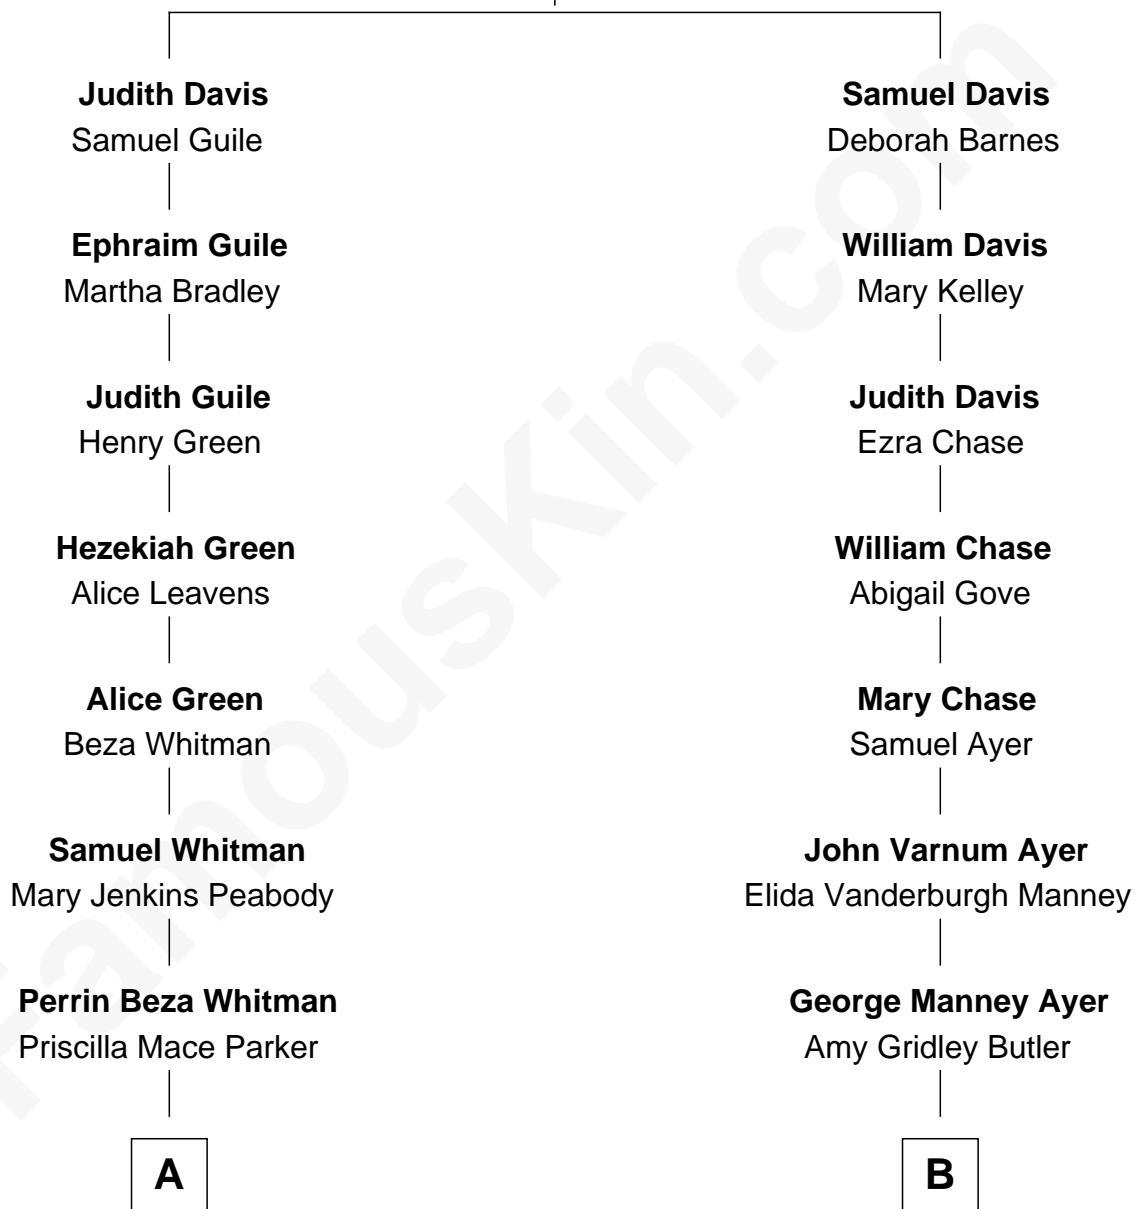 Judith Davis
Samuel Guile
Ephraim Guile
Martha Bradley
Judith Guile
Henry Green
Hezekiah Green
Alice Leavens
Alice Green
Beza Whitman
Samuel Whitman
Mary Jenkins Peabody
Perrin Beza Whitman
Priscilla Mace Parker
A
Samuel Davis
Deborah Barnes
William Davis
Mary Kelley
Judith Davis
Ezra Chase
William Chase
Abigail Gove
Mary Chase
Samuel Ayer
John Varnum Ayer
Elida Vanderburgh Manney
George Manney Ayer
Amy Gridley Butler
B
FamousKin.com